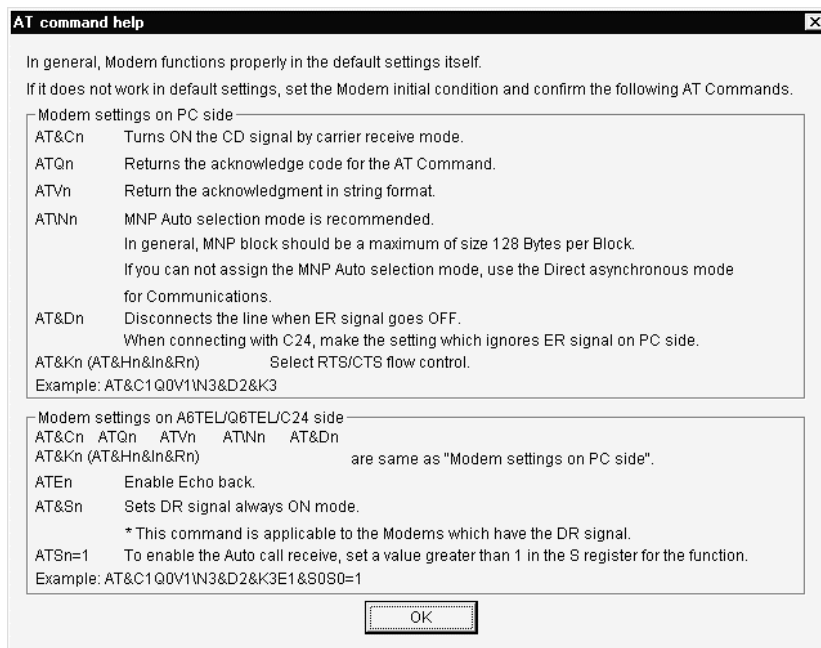 AT command help
In general, Modem functions properly in the default settings itself.
If it does not work in default settings, set the Modem initial condition and confirm the following AT Commands.
Modem settings on PC side
AT&Cn Turns ON the CD signal by carrier receive mode.
ATQn Returns the acknowledge code for the AT Command.
ATVn Return the acknowledgment in string format.
AT\Nn MNP Auto selection mode is recommended.
In general, MNP block should be a maximum of size 128 Bytes per Block.
If you can not assign the MNP Auto selection mode, use the Direct asynchronous mode
for Communications.
AT&Dn Disconnects the line when ER signal goes OFF.
When connecting with C24, make the setting which ignores ER signal on PC side.
AT&Kn (AT&Hn&In&Rn) Select RTS/CTS flow control.
Example: AT&C1Q0V1\N3&D2&K3
Modem settings on A6TEL/Q6TEL/C24 side
AT&Cn ATQn ATVn AT\Nn AT&Dn
AT&Kn (AT&Hn&In&Rn) are same as "Modem settings on PC side".
ATEn Enable Echo back.
AT&Sn Sets DR signal always ON mode.
* This command is applicable to the Modems which have the DR signal.
ATSn=1 To enable the Auto call receive, set a value greater than 1 in the S register for the function.
Example: AT&C1Q0V1\N3&D2&K3E1&S0S0=1
OK